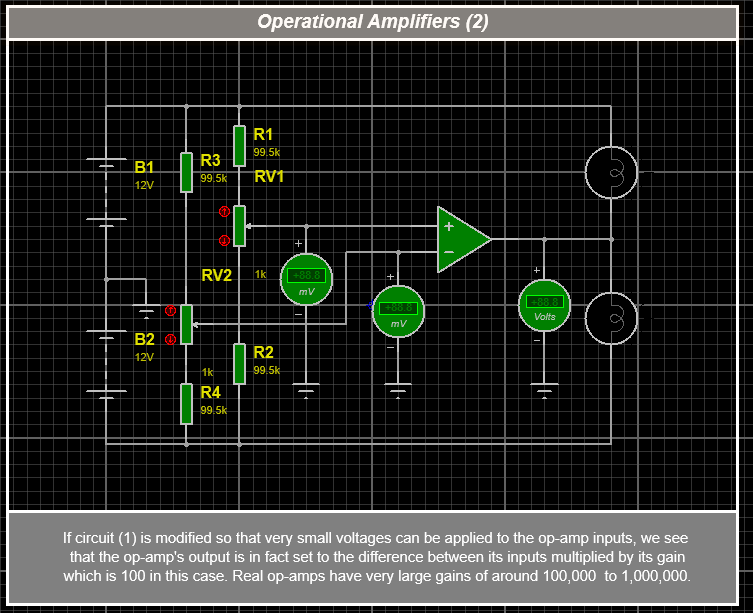 Operational Amplifiers (2)
R1
99.5k
R3
99.5k
B1
12V
RV1
+
−
+
RV2
1k
+88.8
mV
−
+
+88.8
mV
−
+
+88.8
Volts
−
B2
12V
R2
99.5k
1k
R4
99.5k
If circuit (1) is modified so that very small voltages can be applied to the op-amp inputs, we see
that the op-amp's output is in fact set to the difference between its inputs multiplied by its gain
which is 100 in this case. Real op-amps have very large gains of around 100,000 to 1,000,000.